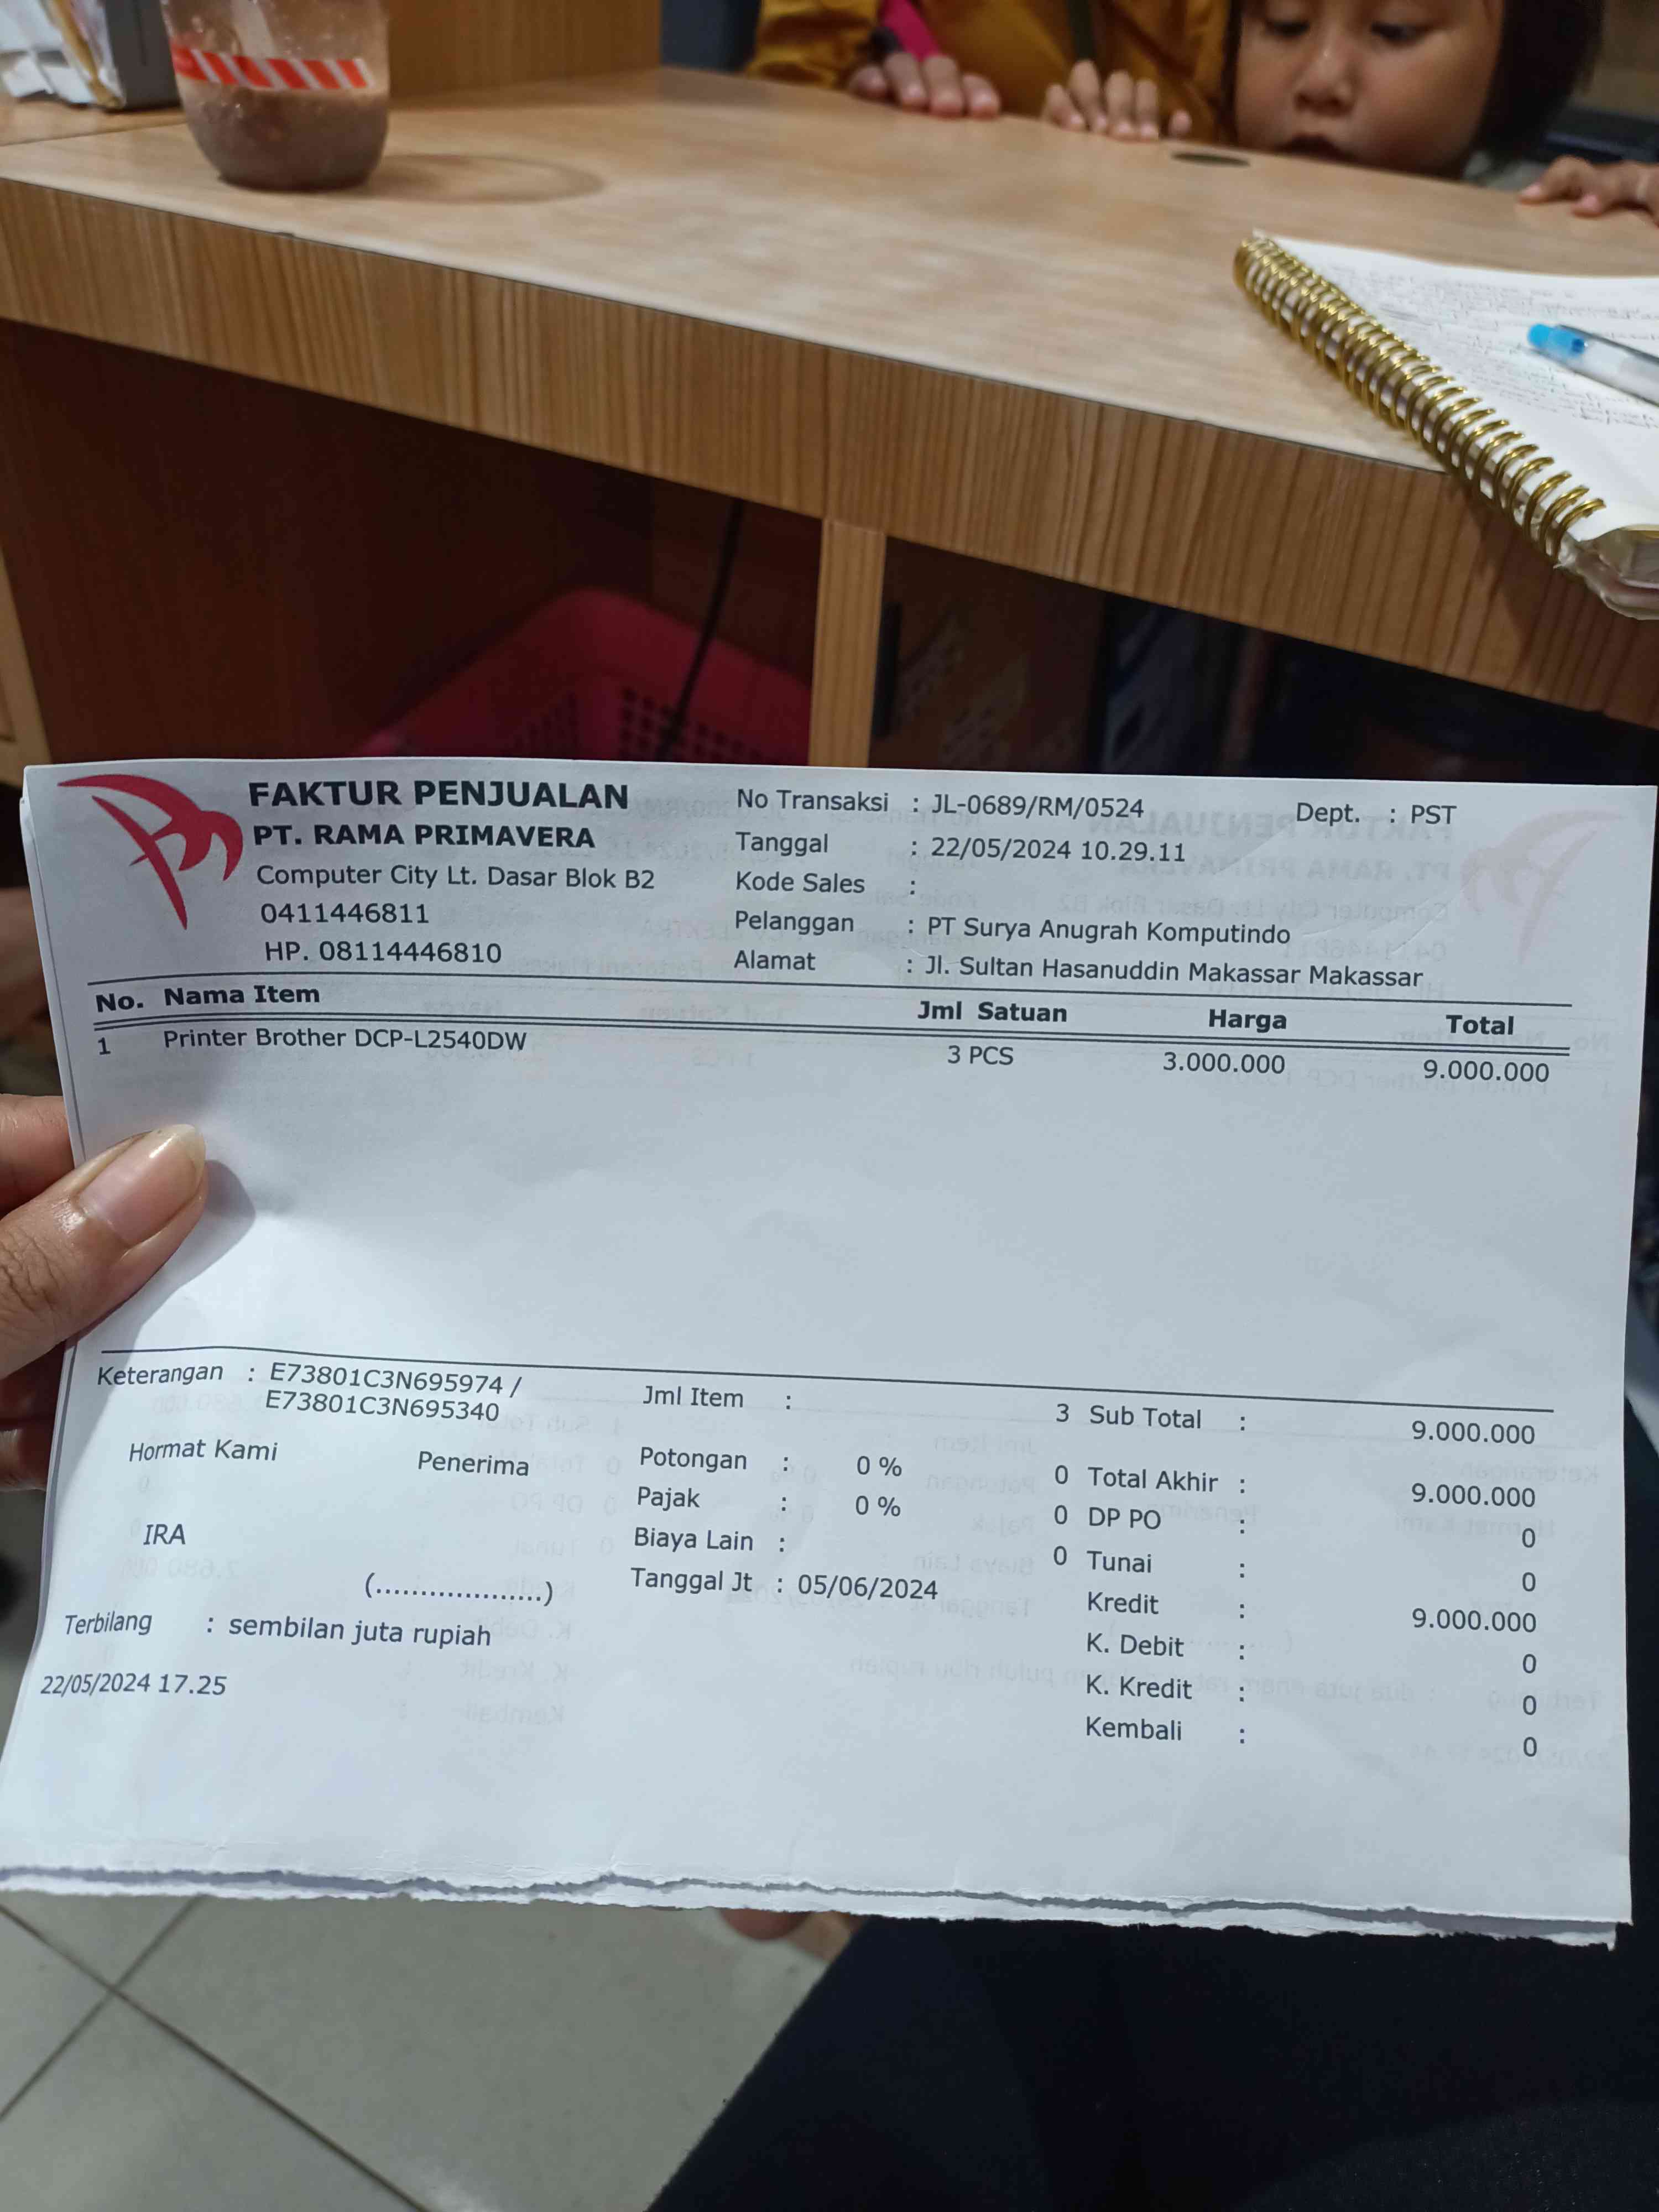 FAKTUR PENJUALAN
PT. RAMA PRIMAVERA
Computer City Lt. Dasar Blok B2
0411446811
HP. 08114446810
No Transaksi : JL-0689/RM/0524
Dept. : PST
Tanggal : 22/05/2024 10.29.11
Kode Sales :
Pelanggan : PT Surya Anugrah Komputindo
Alamat : Jl. Sultan Hasanuddin Makassar Makassar
No. Nama Item Jml Satuan Harga Total
1 Printer Brother DCP-L2540DW 3 PCS 3.000.000 9.000.000
Keterangan : E73801C3N695974 /
E73801C3N695340
Hormat Kami Penerima
IRA
(...................)
Terbilang : sembilan juta rupiah
22/05/2024 17.25
Jml Item : 3
Potongan : 0 % 0
Pajak : 0 % 0
Biaya Lain : 0
Tanggal Jt : 05/06/2024
Sub Total : 9.000.000
Total Akhir : 9.000.000
DP PO : 0
Tunai : 0
Kredit : 9.000.000
K. Debit : 0
K. Kredit : 0
Kembali : 0